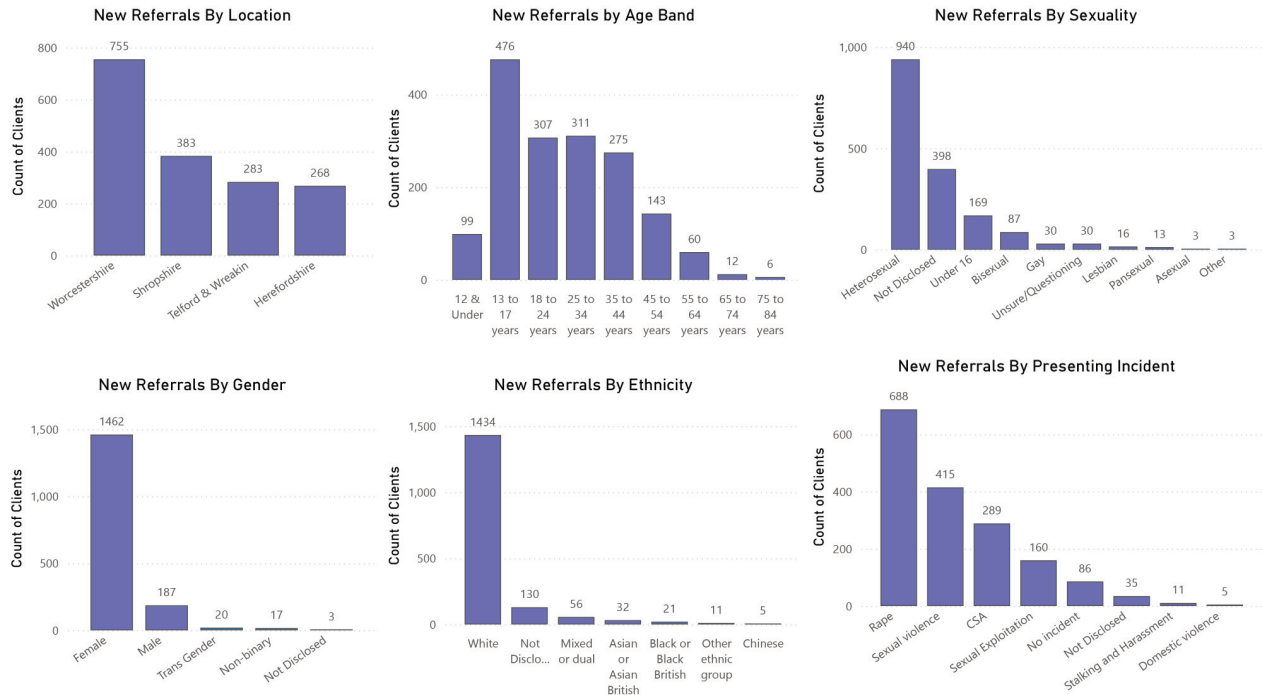 New Referrals By Location
Count of Clients
800
600
400
200
0
755
383
283
268
Worcestershire
Shropshire
Telford & Wreakin
Herefordshire
New Referrals by Age Band
Count of Clients
400
200
0
99
476
307
311
275
143
60
12
6
12 &
Under
13 to
17
years
18 to
24
years
25 to
34
years
35 to
44
years
45 to
54
years
55 to
64
years
65 to
74
years
75 to
84
years
New Referrals By Sexuality
Count of Clients
1,000
500
0
940
398
169
87
30
30
16
13
3
3
Heterosexual
Not Disclosed
Under 16
Bisexual
Gay
Unsure/Questioning
Lesbian
Pansexual
Asexual
Other
New Referrals By Gender
Count of Clients
1,500
1,000
500
0
1462
187
20
17
3
Female
Male
Trans Gender
Non-binary
Not Disclosed
New Referrals By Ethnicity
Count of Clients
1,500
1,000
500
0
1434
130
56
32
21
11
5
White
Not
Disclo...
Mixed
or dual
Asian
or
Asian
British
Black or
Black
British
Other
ethnic
group
Chinese
New Referrals By Presenting Incident
Count of Clients
600
400
200
0
688
415
289
160
86
35
11
5
Rape
Sexual violence
CSA
Sexual Exploitation
No incident
Not Disclosed
Stalking and Harassment
Domestic violence